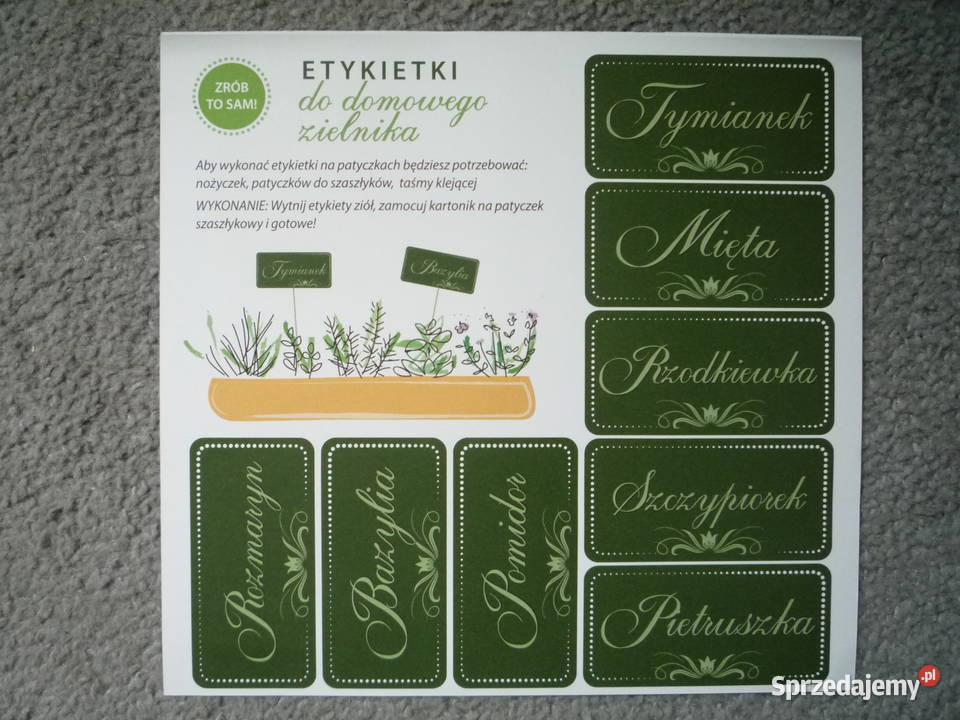 ZRÓB
TO SAM!
ETYKIETKI
do domowego
zielnika
Aby wykonać etykietki na patyczkach będziesz potrzebować:
nożyczek, patyczków do szaszłyków, taśmy klejącej
WYKONANIE: Wytnij etykiety ziół, zamocuj kartonik na patyczek
szaszłykowy i gotowe!
Tymianek
Bazylia
Tymianek
Mięta
Rzodkiewka
Szczypiorek
Pietruszka
Rozmaryn
Bazylia
Pomidor
Sprzedajemy.pl